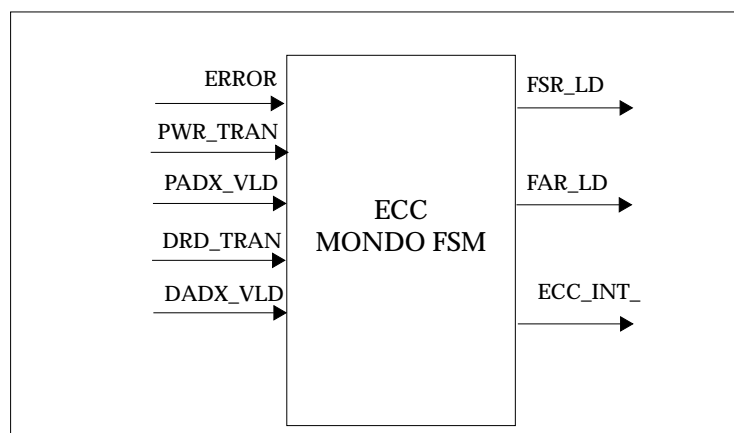 ERROR
PWR_TRAN
PADX_VLD
DRD_TRAN
DADX_VLD
ECC
MONDO FSM
FSR_LD
FAR_LD
ECC_INT_